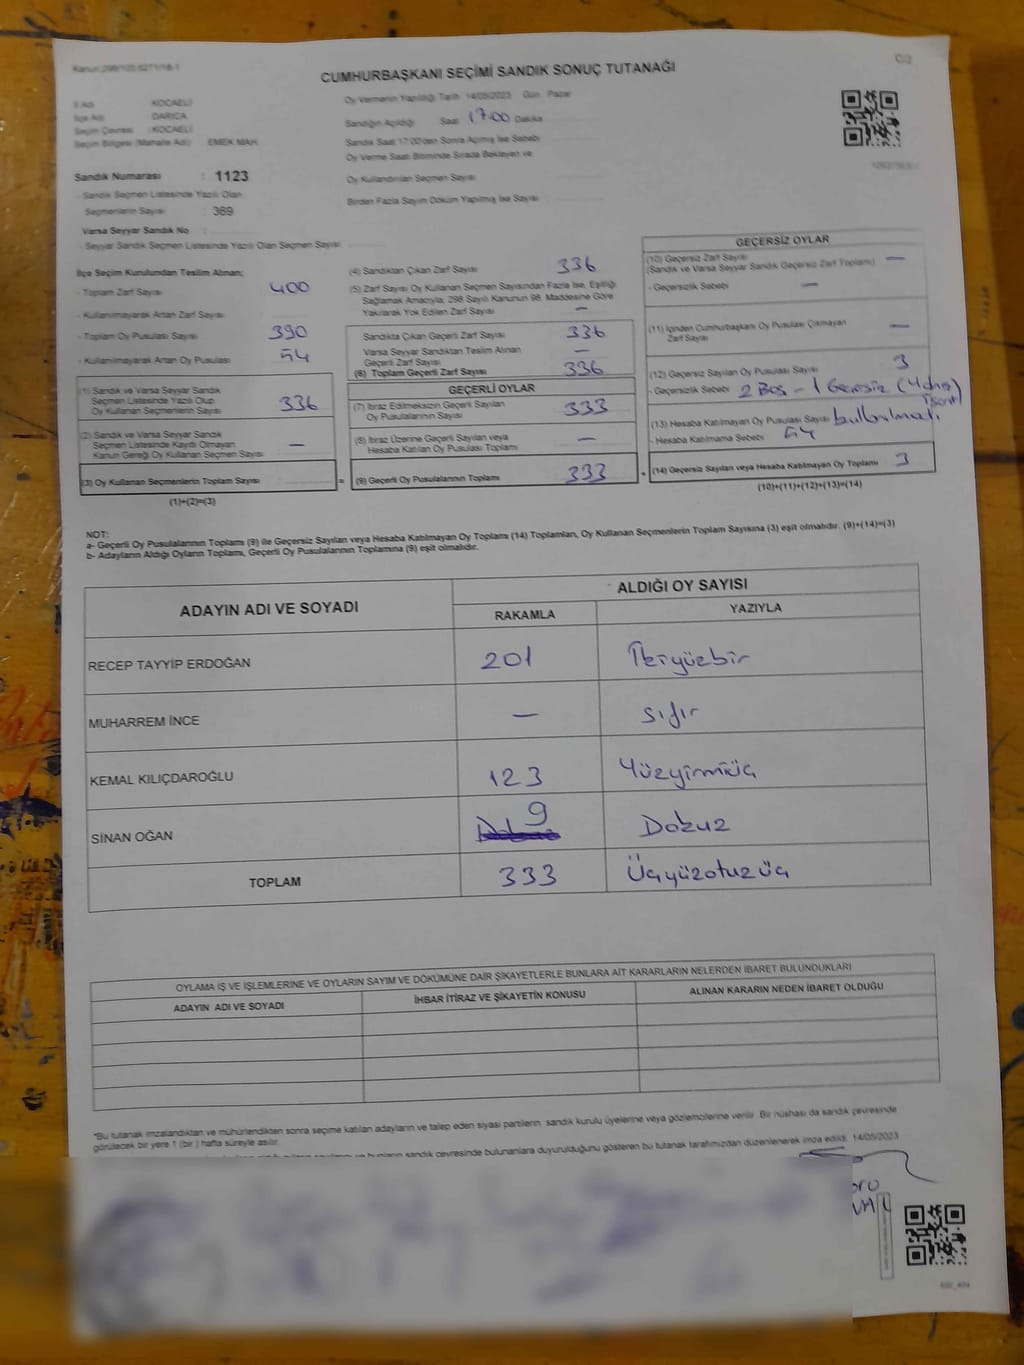 Kanun:298/103,6271/18-1
C/2
CUMHURBAŞKANI SEÇİMİ SANDIK SONUÇ TUTANAĞI
İl Adı : KOCAELİ
İlçe Adı : DARICA
Seçim Çevresi : KOCAELİ
Seçim Bölgesi (Mahalle Adı) : EMEK MAH.
Sandık Numarası : 1123
- Sandık Seçmen Listesinde Yazılı Olan
Seçmenlerin Sayısı : 369
Varsa Seyyar Sandık No :
- Seyyar Sandık Seçmen Listesinde Yazılı Olan Seçmen Sayısı
Oy Vermenin Yapıldığı Tarih 14/05/2023 Gün Pazar
Sandığın Açıldığı Saat 17:00 Dakika
Sandık Saat 17:00'den Sonra Açılmış İse Sebebi
Oy Verme Saati Bitiminde Sırada Bekleyen ve
Oy Kullandırılan Seçmen Sayısı
Birden Fazla Sayım Döküm Yapılmış İse Sayısı
İlçe Seçim Kurulundan Teslim Alınan;
- Toplam Zarf Sayısı 400
- Kullanılmayarak Artan Zarf Sayısı
- Toplam Oy Pusulası Sayısı 390
- Kullanılmayarak Artan Oy Pusulası 54
(1) Sandık ve Varsa Seyyar Sandık
Seçmen Listesinde Yazılı Olup
Oy Kullanan Seçmenlerin Sayısı 336
(2) Sandık ve Varsa Seyyar Sandık
Seçmen Listesinde Kayıtlı Olmayan
Kanun Gereği Oy Kullanan Seçmen Sayısı —
(3) Oy Kullanan Seçmenlerin Toplam Sayısı
(1)+(2)=(3)
(4) Sandıktan Çıkan Zarf Sayısı 336
(5) Zarf Sayısı Oy Kullanan Seçmen Sayısından Fazla İse, Eşitliği
Sağlamak Amacıyla, 298 Sayılı Kanunun 98. Maddesine Göre
Yakılarak Yok Edilen Zarf Sayısı —
Sandıkta Çıkan Geçerli Zarf Sayısı 336
Varsa Seyyar Sandıktan Teslim Alınan
Geçerli Zarf Sayısı —
(6) Toplam Geçerli Zarf Sayısı 336
GEÇERLİ OYLAR
(7) İtiraz Edilmeksizin Geçerli Sayılan
Oy Pusulalarının Sayısı 333
(8) İtiraz Üzerine Geçerli Sayılan veya
Hesaba Katılan Oy Pusulası Toplamı —
= (9) Geçerli Oy Pusulalarının Toplamı 333
GEÇERSİZ OYLAR
(10) Geçersiz Zarf Sayısı —
(Sandık ve Varsa Seyyar Sandık Geçersiz Zarf Toplamı)
- Geçersizlik Sebebi —
(11) İçinden Cumhurbaşkanı Oy Pusulası Çıkmayan
Zarf Sayısı —
(12) Geçersiz Sayılan Oy Pusulası Sayısı 3
- Geçersizlik Sebebi 2 Boş - 1 Geçersiz
(13) Hesaba Katılmayan Oy Pusulası Sayısı bulunmadı
- Hesaba Katılmama Sebebi
+ (14) Geçersiz Sayılan veya Hesaba Katılmayan Oy Toplamı 3
(10)+(11)+(12)+(13)=(14)
NOT:
a- Geçerli Oy Pusulalarının Toplamı (9) ile Geçersiz Sayılan veya Hesaba Katılmayan Oy Toplamı (14) Toplamları, Oy Kullanan Seçmenlerin Toplam Sayısına (3) eşit olmalıdır. (9)+(14)=(3)
b- Adayların Aldığı Oyların Toplamı, Geçerli Oy Pusulalarının Toplamına (9) eşit olmalıdır.
ADAYIN ADI VE SOYADI
ALDIĞI OY SAYISI
RAKAMLA YAZIYLA
RECEP TAYYİP ERDOĞAN 201 İkiyüzbir
MUHARREM İNCE — sıfır
KEMAL KILIÇDAROĞLU 123 Yüzyirmiüç
SİNAN OĞAN 9 Dokuz
TOPLAM 333 Üçyüzotuzüç
OYLAMA İŞ VE İŞLEMLERİNE VE OYLARIN SAYIM VE DÖKÜMÜNE DAİR ŞİKAYETLERLE BUNLARA AİT KARARLARIN NELERDEN İBARET BULUNDUKLARI
ADAYIN ADI VE SOYADI İHBAR İTİRAZ VE ŞİKAYETİN KONUSU ALINAN KARARIN NEDEN İBARET OLDUĞU
*Bu tutanak imzalandıktan ve mühürlendikten sonra seçime katılan adayların ve talep eden siyasi partilerin sandık kurulu üyelerine veya gözlemcilerine verilir. Bir nüshası da sandık çevresinde
görülecek bir yere 1 (bir) hafta süreyle asılır.
ve bunların sandık çevresinde bulunanlara duyurulduğunu gösteren bu tutanak tarafımızdan düzenlenerek imza edildi. 14/05/2023